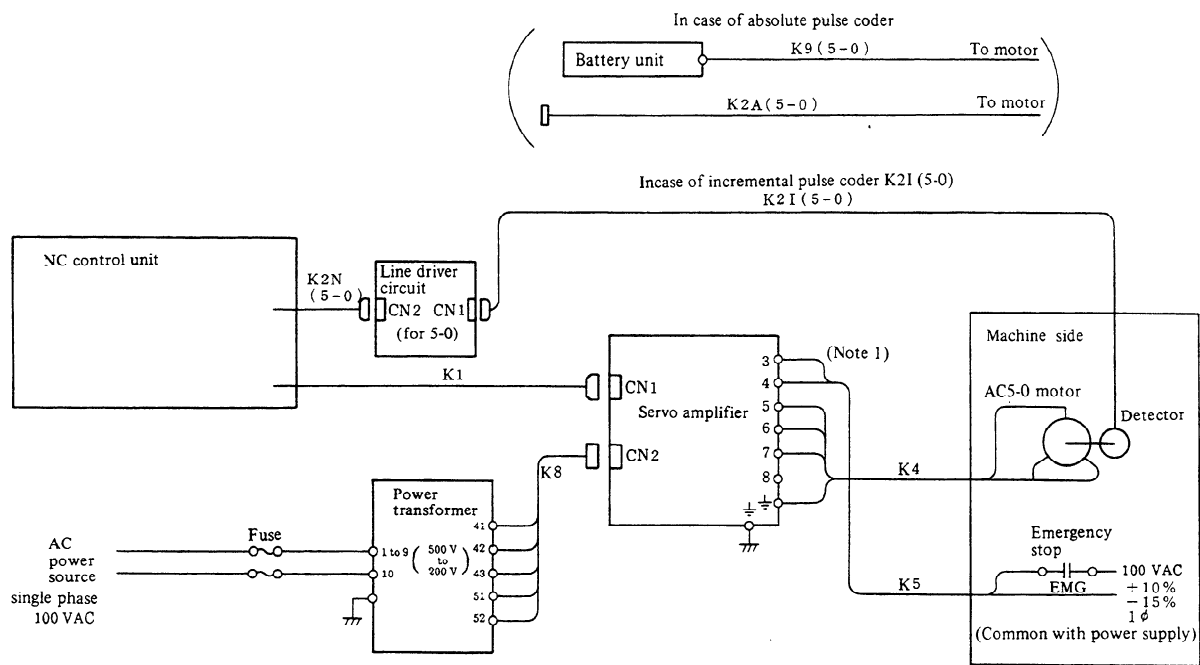 In case of absolute pulse coder
Battery unit
K9(5-0)
To motor
K2A(5-0)
To motor
Incase of incremental pulse coder K2I (5-0)
K2I(5-0)
NC control unit
K2N
(5-0)
Line driver
circuit
CN2 CN1
(for 5-0)
K1
CN1
Servo amplifier
CN2
3
4
5
6
7
8
(Note 1)
K8
K4
K5
Machine side
AC5-0 motor
Detector
Power
transformer
41
42
43
51
52
1 to 9 ( 500 V
to
200 V )
10
Fuse
AC
power
source
single phase
100 VAC
Emergency
stop
EMG
100 VAC
+10%
−15%
1φ
(Common with power supply)